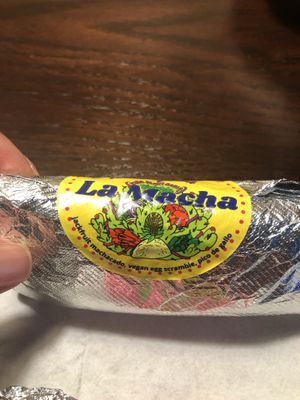 La Macha
jackfruit machacado, vegan egg scramble, pico de gallo